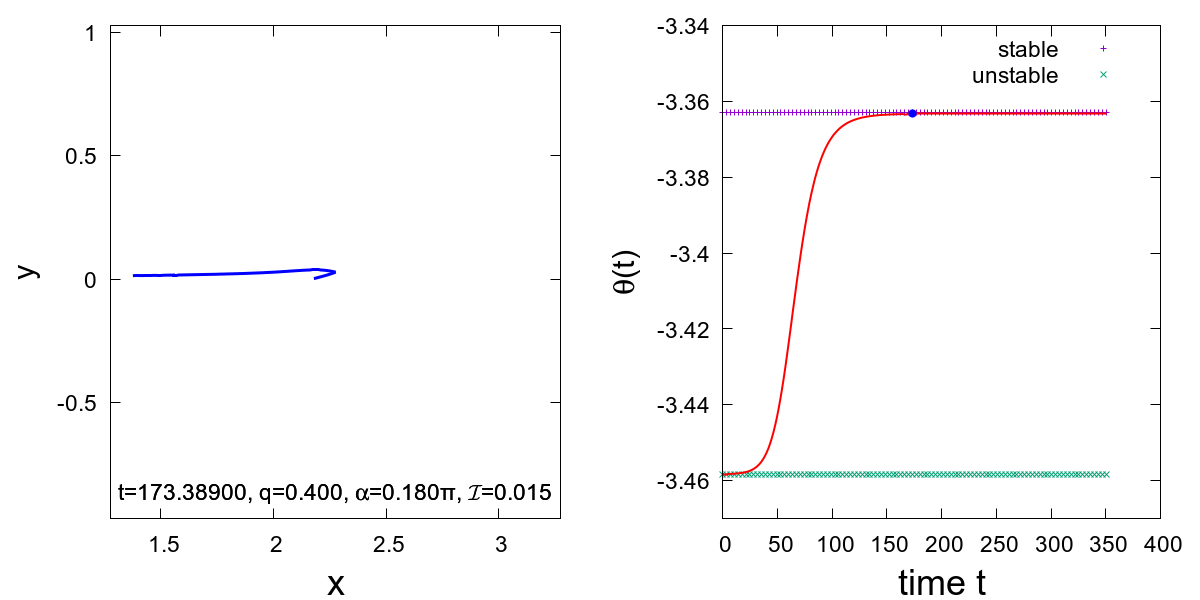 1
0.5
0
-0.5
y
t=173.38900, q=0.400, α=0.180π, ℐ=0.015
1.5 2 2.5 3
x
-3.34
-3.36
-3.38
-3.4
-3.42
-3.44
-3.46
θ(t)
stable
unstable
0 50 100 150 200 250 300 350 400
time t